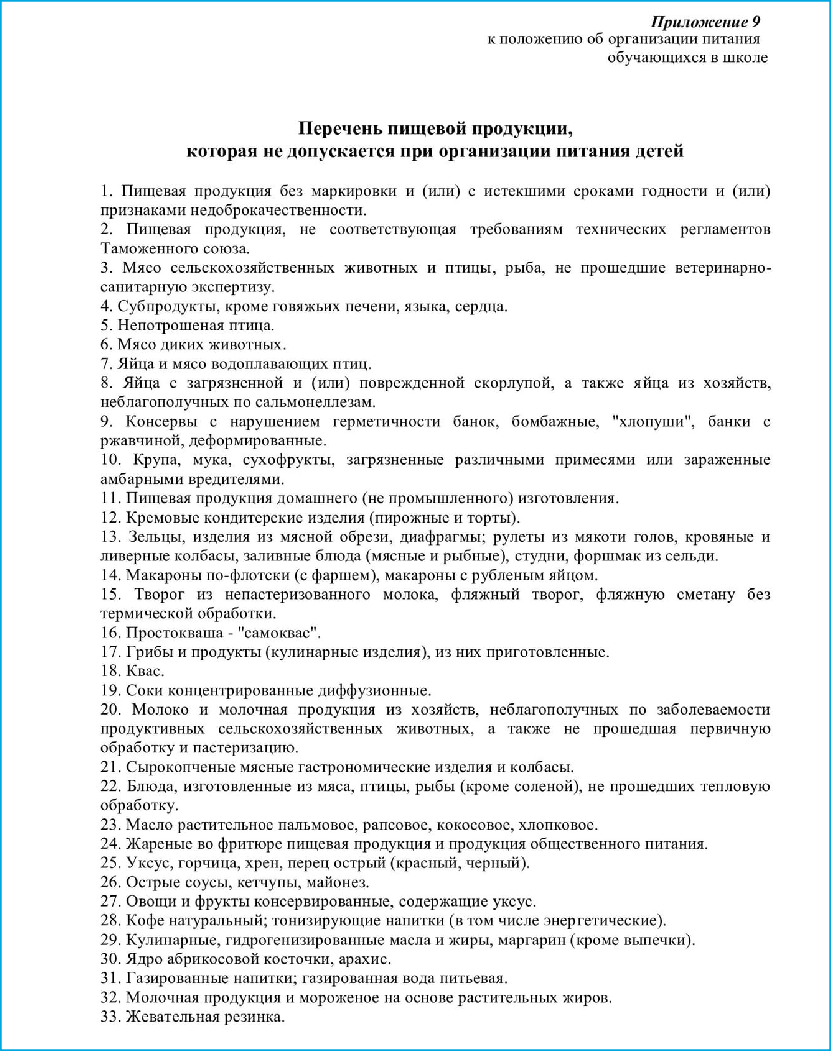 Приложение 9
к положению об организации питания
обучающихся в школе
Перечень пищевой продукции,
которая не допускается при организации питания детей
1. Пищевая продукция без маркировки и (или) с истекшими сроками годности и (или)
признаками недоброкачественности.
2. Пищевая продукция, не соответствующая требованиям технических регламентов
Таможенного союза.
3. Мясо сельскохозяйственных животных и птицы, рыба, не прошедшие ветеринарно-
санитарную экспертизу.
4. Субпродукты, кроме говяжьих печени, языка, сердца.
5. Непотрошеная птица.
6. Мясо диких животных.
7. Яйца и мясо водоплавающих птиц.
8. Яйца с загрязненной и (или) поврежденной скорлупой, а также яйца из хозяйств,
неблагополучных по сальмонеллезам.
9. Консервы с нарушением герметичности банок, бомбажные, "хлопуши", банки с
ржавчиной, деформированные.
10. Крупа, мука, сухофрукты, загрязненные различными примесями или зараженные
амбарными вредителями.
11. Пищевая продукция домашнего (не промышленного) изготовления.
12. Кремовые кондитерские изделия (пирожные и торты).
13. Зельцы, изделия из мясной обрези, диафрагмы; рулеты из мякоти голов, кровяные и
ливерные колбасы, заливные блюда (мясные и рыбные), студни, форшмак из сельди.
14. Макароны по-флотски (с фаршем), макароны с рубленым яйцом.
15. Творог из непастеризованного молока, фляжный творог, фляжную сметану без
термической обработки.
16. Простокваша - "самоквас".
17. Грибы и продукты (кулинарные изделия), из них приготовленные.
18. Квас.
19. Соки концентрированные диффузионные.
20. Молоко и молочная продукция из хозяйств, неблагополучных по заболеваемости
продуктивных сельскохозяйственных животных, а также не прошедшая первичную
обработку и пастеризацию.
21. Сырокопченые мясные гастрономические изделия и колбасы.
22. Блюда, изготовленные из мяса, птицы, рыбы (кроме соленой), не прошедших тепловую
обработку.
23. Масло растительное пальмовое, рапсовое, кокосовое, хлопковое.
24. Жареные во фритюре пищевая продукция и продукция общественного питания.
25. Уксус, горчица, хрен, перец острый (красный, черный).
26. Острые соусы, кетчупы, майонез.
27. Овощи и фрукты консервированные, содержащие уксус.
28. Кофе натуральный; тонизирующие напитки (в том числе энергетические).
29. Кулинарные, гидрогенизированные масла и жиры, маргарин (кроме выпечки).
30. Ядро абрикосовой косточки, арахис.
31. Газированные напитки; газированная вода питьевая.
32. Молочная продукция и мороженое на основе растительных жиров.
33. Жевательная резинка.